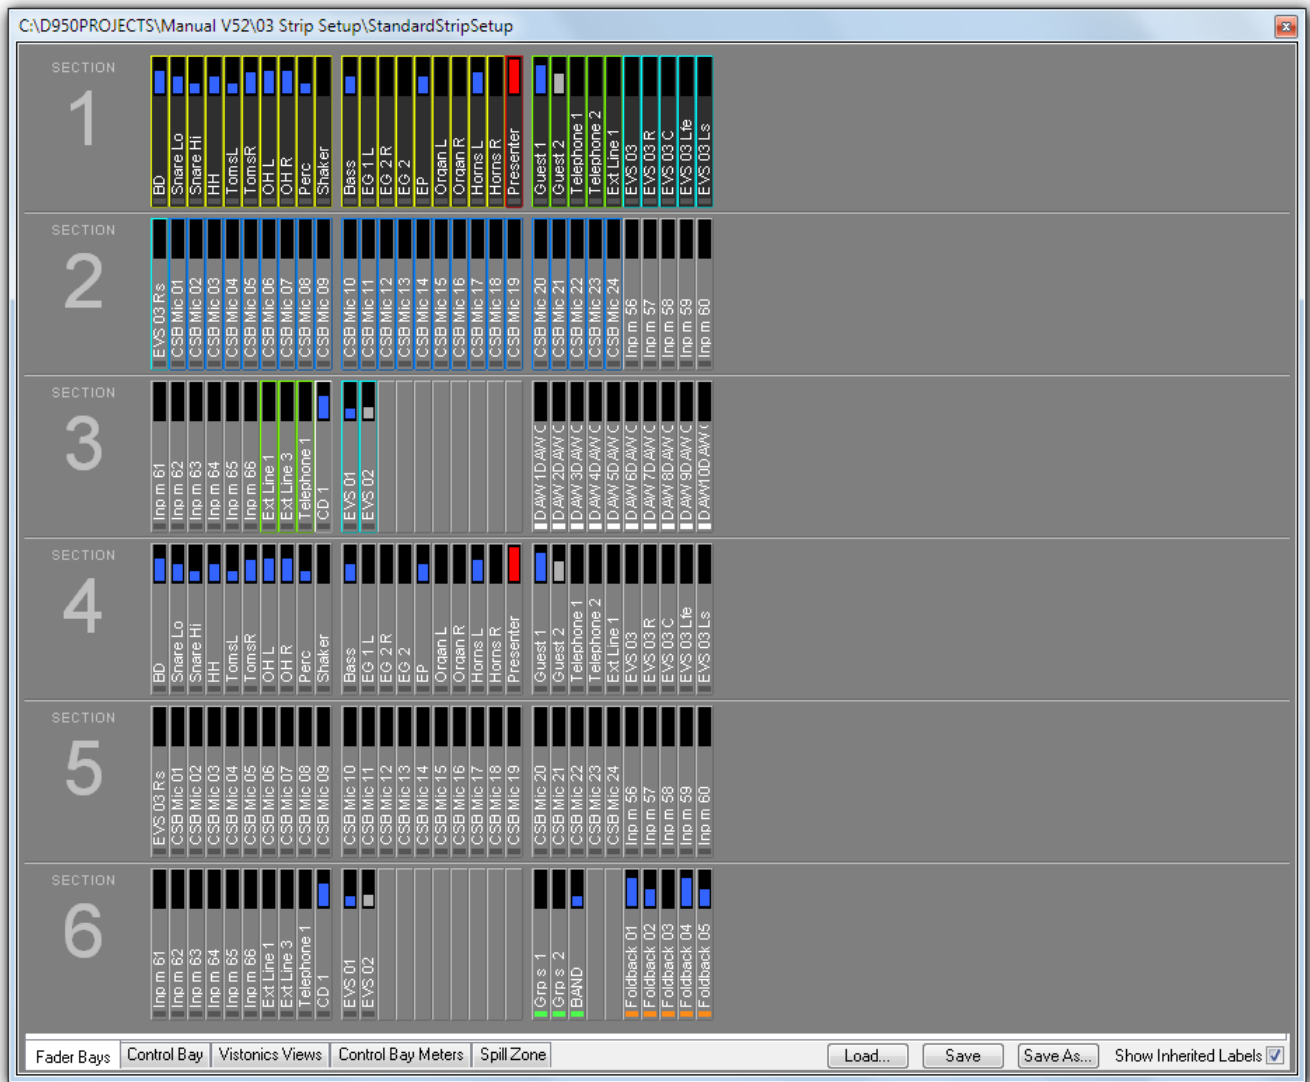 C:\D950PROJECTS\Manual V52\03 Strip Setup\StandardStripSetup
SECTION
1
BD
Snare Lo
Snare Hi
HH
TomsL
TomsR
OH L
OH R
Perc
Shaker
Bass
EG 1 L
EG 2 R
EG 2
EP
Organ L
Organ R
Horns L
Horns R
Presenter
Guest 1
Guest 2
Telephone 1
Telephone 2
Ext Line 1
EVS 03
EVS 03 R
EVS 03 C
EVS 03 Lfe
EVS 03 Ls
SECTION
2
EVS 03 Rs
CSB Mic 01
CSB Mic 02
CSB Mic 03
CSB Mic 04
CSB Mic 05
CSB Mic 06
CSB Mic 07
CSB Mic 08
CSB Mic 09
CSB Mic 10
CSB Mic 11
CSB Mic 12
CSB Mic 13
CSB Mic 14
CSB Mic 15
CSB Mic 16
CSB Mic 17
CSB Mic 18
CSB Mic 19
CSB Mic 20
CSB Mic 21
CSB Mic 22
CSB Mic 23
CSB Mic 24
Inp m 56
Inp m 57
Inp m 58
Inp m 59
Inp m 60
SECTION
3
Inp m 61
Inp m 62
Inp m 63
Inp m 64
Inp m 65
Inp m 66
Ext Line 1
Ext Line 3
Telephone 1
CD 1
EVS 01
EVS 02
DAW 1DAW C
DAW 2DAW C
DAW 3DAW C
DAW 4DAW C
DAW 5DAW C
DAW 6DAW C
DAW 7DAW C
DAW 8DAW C
DAW 9DAW C
DAW10DAW (
SECTION
4
BD
Snare Lo
Snare Hi
HH
TomsL
TomsR
OH L
OH R
Perc
Shaker
Bass
EG 1 L
EG 2 R
EG 2
EP
Organ L
Organ R
Horns L
Horns R
Presenter
Guest 1
Guest 2
Telephone 1
Telephone 2
Ext Line 1
EVS 03
EVS 03 R
EVS 03 C
EVS 03 Lfe
EVS 03 Ls
SECTION
5
EVS 03 Rs
CSB Mic 01
CSB Mic 02
CSB Mic 03
CSB Mic 04
CSB Mic 05
CSB Mic 06
CSB Mic 07
CSB Mic 08
CSB Mic 09
CSB Mic 10
CSB Mic 11
CSB Mic 12
CSB Mic 13
CSB Mic 14
CSB Mic 15
CSB Mic 16
CSB Mic 17
CSB Mic 18
CSB Mic 19
CSB Mic 20
CSB Mic 21
CSB Mic 22
CSB Mic 23
CSB Mic 24
Inp m 56
Inp m 57
Inp m 58
Inp m 59
Inp m 60
SECTION
6
Inp m 61
Inp m 62
Inp m 63
Inp m 64
Inp m 65
Inp m 66
Ext Line 1
Ext Line 3
Telephone 1
CD 1
EVS 01
EVS 02
Grp s 1
Grp s 2
BAND
Foldback 01
Foldback 02
Foldback 03
Foldback 04
Foldback 05
Fader Bays Control Bay Vistonics Views Control Bay Meters Spill Zone Load... Save Save As... Show Inherited Labels